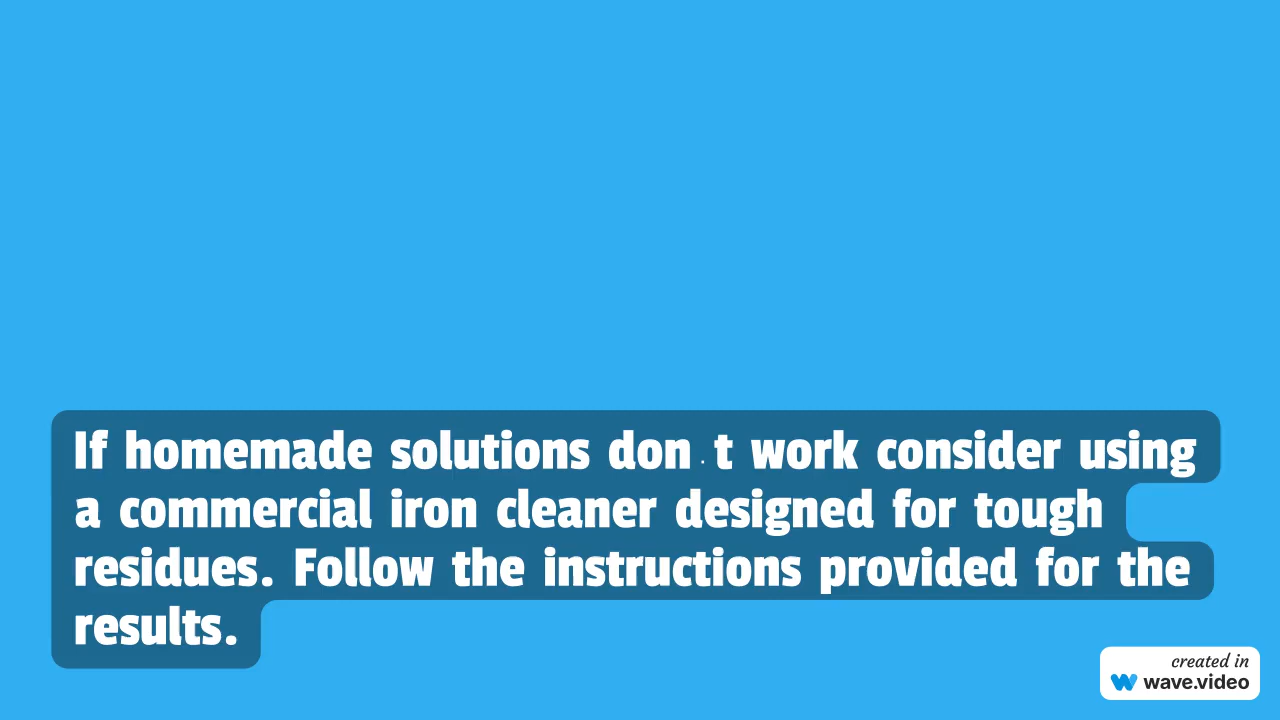 If homemade solutions don . t work consider using
a commercial iron cleaner designed for tough
residues. Follow the instructions provided for the
results.
created in
wave.video